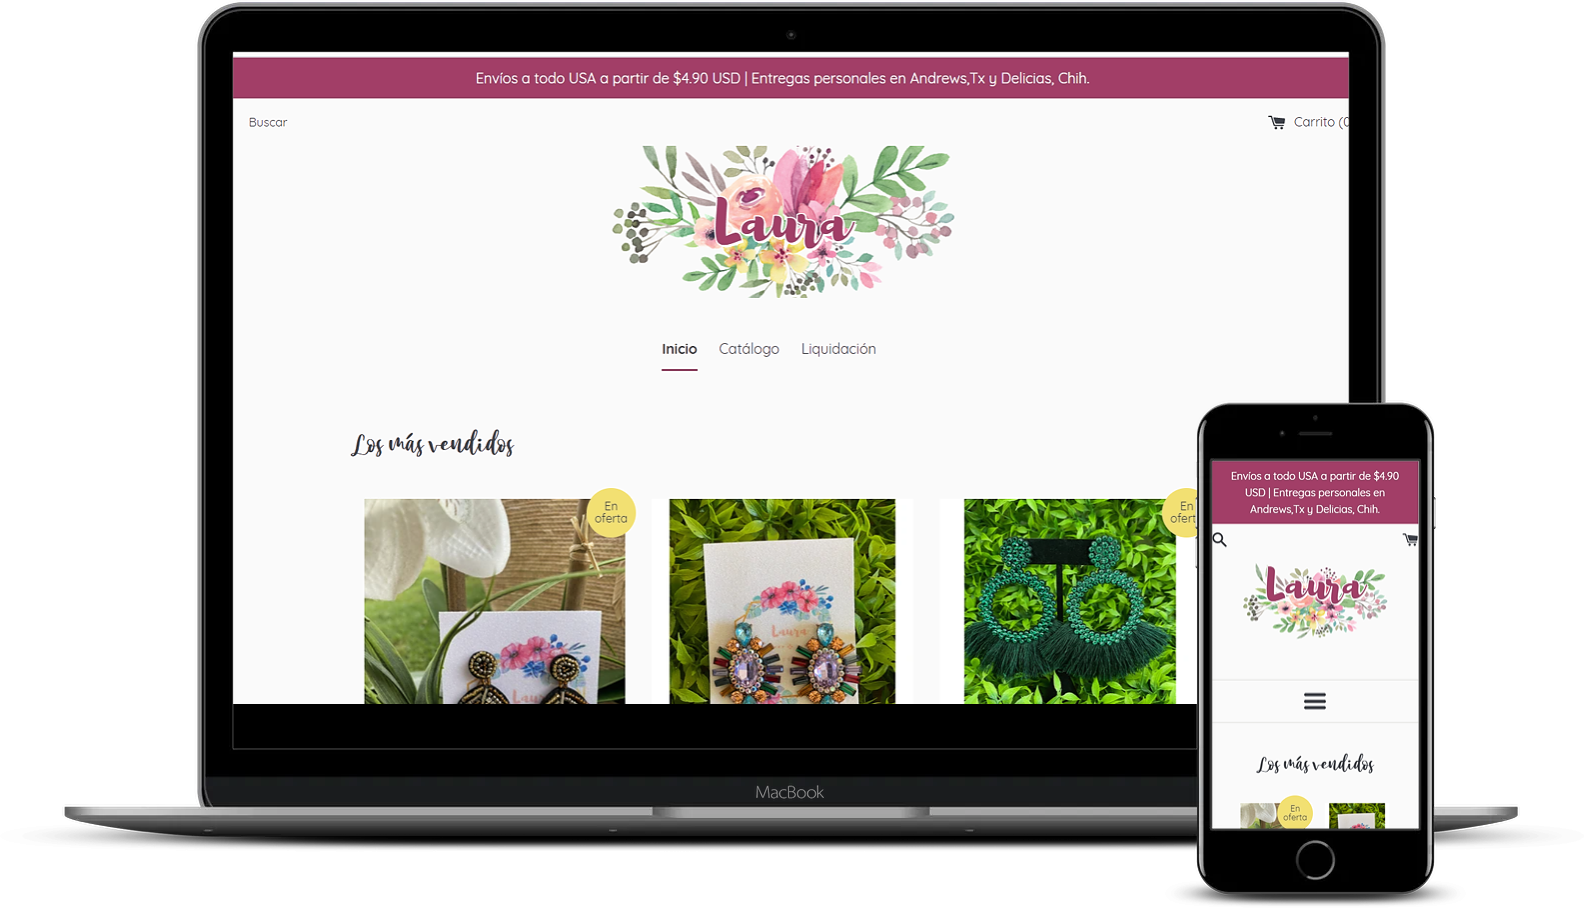 Envíos a todo USA a partir de $4.90 USD | Entregas personales en Andrews,Tx y Delicias, Chih.
Buscar
Carrito (0
Laura
Inicio
Catálogo
Liquidación
Los más vendidos
En
oferta
En
ofert
Laura
Laura
MacBook
Envíos a todo USA a partir de $4.90
USD | Entregas personales en
Andrews,Tx y Delicias, Chih.
Laura
Los más vendidos
En
oferta